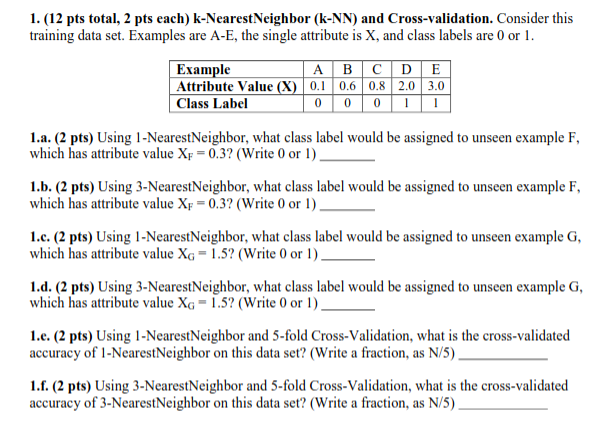 1. (12 pts total, 2 pts each) k-NearestNeighbor (k-NN) and Cross-validation. Consider this
training data set. Examples are A-E, the single attribute is X, and class labels are 0 or 1.
Example A B C D E
Attribute Value (X) 0.1 0.6 0.8 2.0 3.0
Class Label 0 0 0 1 1
1.a. (2 pts) Using 1-NearestNeighbor, what class label would be assigned to unseen example F,
which has attribute value XF = 0.3? (Write 0 or 1) ________
1.b. (2 pts) Using 3-NearestNeighbor, what class label would be assigned to unseen example F,
which has attribute value XF = 0.3? (Write 0 or 1) ________
1.c. (2 pts) Using 1-NearestNeighbor, what class label would be assigned to unseen example G,
which has attribute value XG = 1.5? (Write 0 or 1) ________
1.d. (2 pts) Using 3-NearestNeighbor, what class label would be assigned to unseen example G,
which has attribute value XG = 1.5? (Write 0 or 1) ________
1.e. (2 pts) Using 1-NearestNeighbor and 5-fold Cross-Validation, what is the cross-validated
accuracy of 1-NearestNeighbor on this data set? (Write a fraction, as N/5) ____________
1.f. (2 pts) Using 3-NearestNeighbor and 5-fold Cross-Validation, what is the cross-validated
accuracy of 3-NearestNeighbor on this data set? (Write a fraction, as N/5) ____________